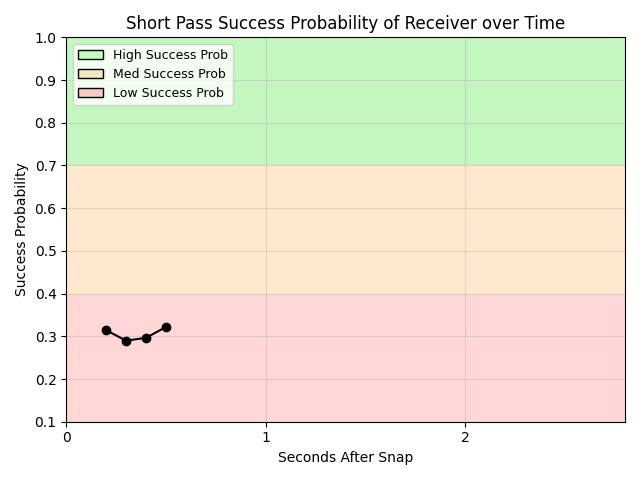 Short Pass Success Probability of Receiver over Time
1.0
0.9
0.8
0.7
0.6
0.5
0.4
0.3
0.2
0.1
High Success Prob
Med Success Prob
Low Success Prob
Success Probability
0
1
2
Seconds After Snap